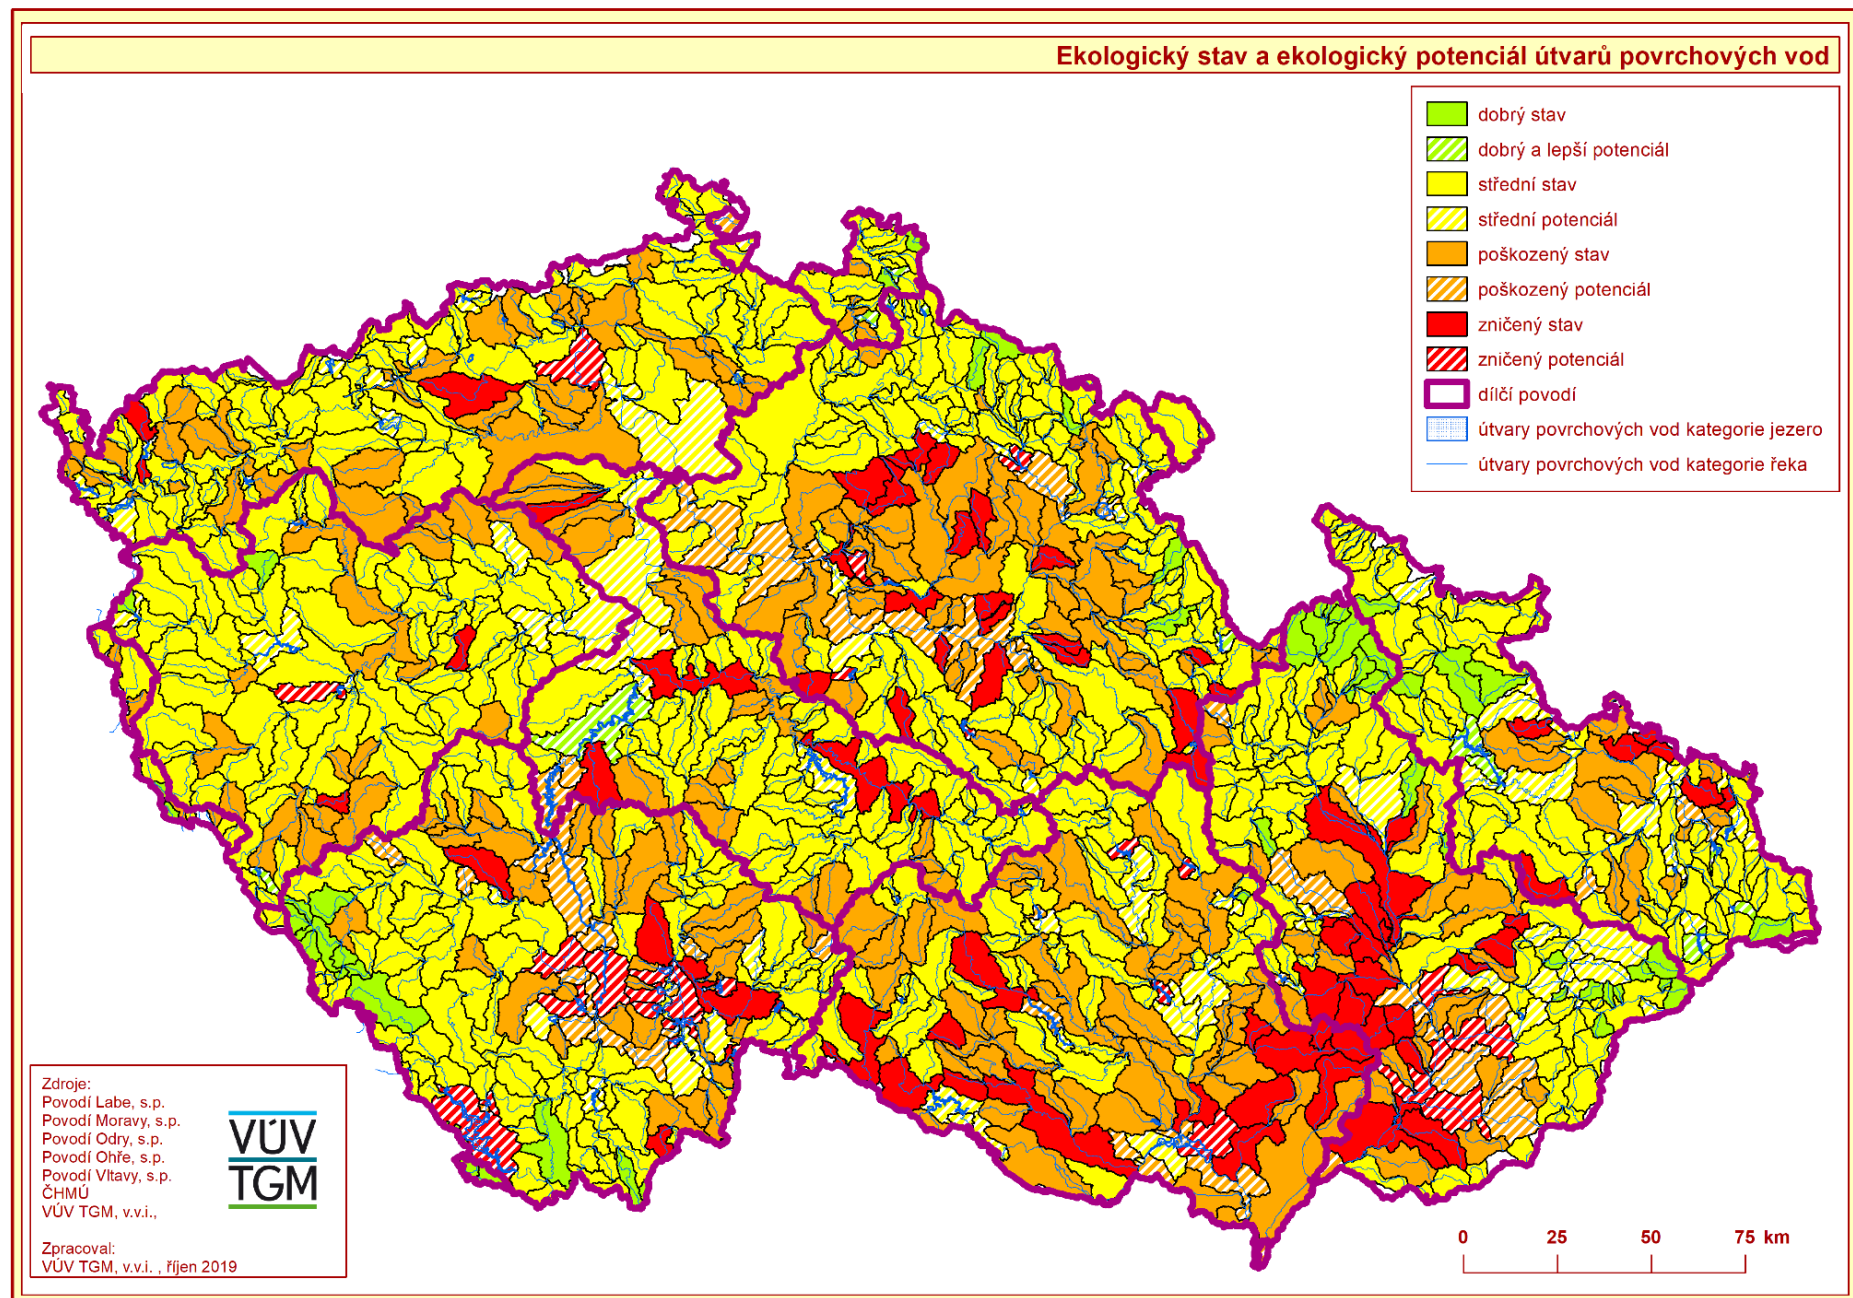 Ekologický stav a ekologický potenciál útvarů povrchových vod
dobrý stav
dobrý a lepší potenciál
střední stav
střední potenciál
poškozený stav
poškozený potenciál
zničený stav
zničený potenciál
dílčí povodí
útvary povrchových vod kategorie jezero
útvary povrchových vod kategorie řeka
Zdroje:
Povodí Labe, s.p.
Povodí Moravy, s.p.
Povodí Odry, s.p.
Povodí Ohře, s.p.
Povodí Vltavy, s.p.
ČHMÚ
VÚV TGM, v.v.i.,
Zpracoval:
VÚV TGM, v.v.i. , říjen 2019
VÚV
TGM
0 25 50 75 km